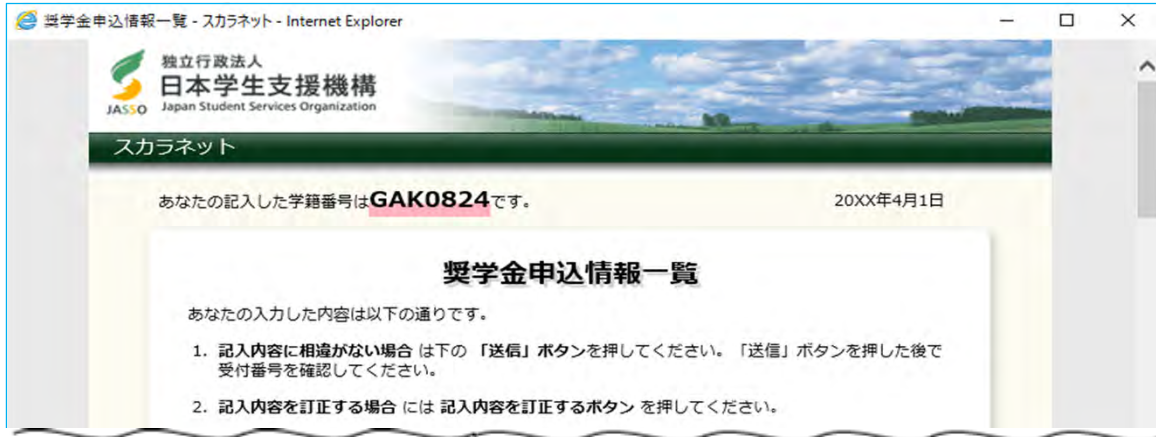 奨学金申込情報一覧 - スカラネット - Internet Explorer
独立行政法人
日本学生支援機構
JASSO Japan Student Services Organization
スカラネット
あなたの記入した学籍番号はGAK0824です。 20XX年4月1日
奨学金申込情報一覧
あなたの入力した内容は以下の通りです。
1. 記入内容に相違がない場合 は下の 「送信」ボタンを押してください。「送信」ボタンを押した後で
受付番号を確認してください。
2. 記入内容を訂正する場合 には 記入内容を訂正するボタン を押してください。